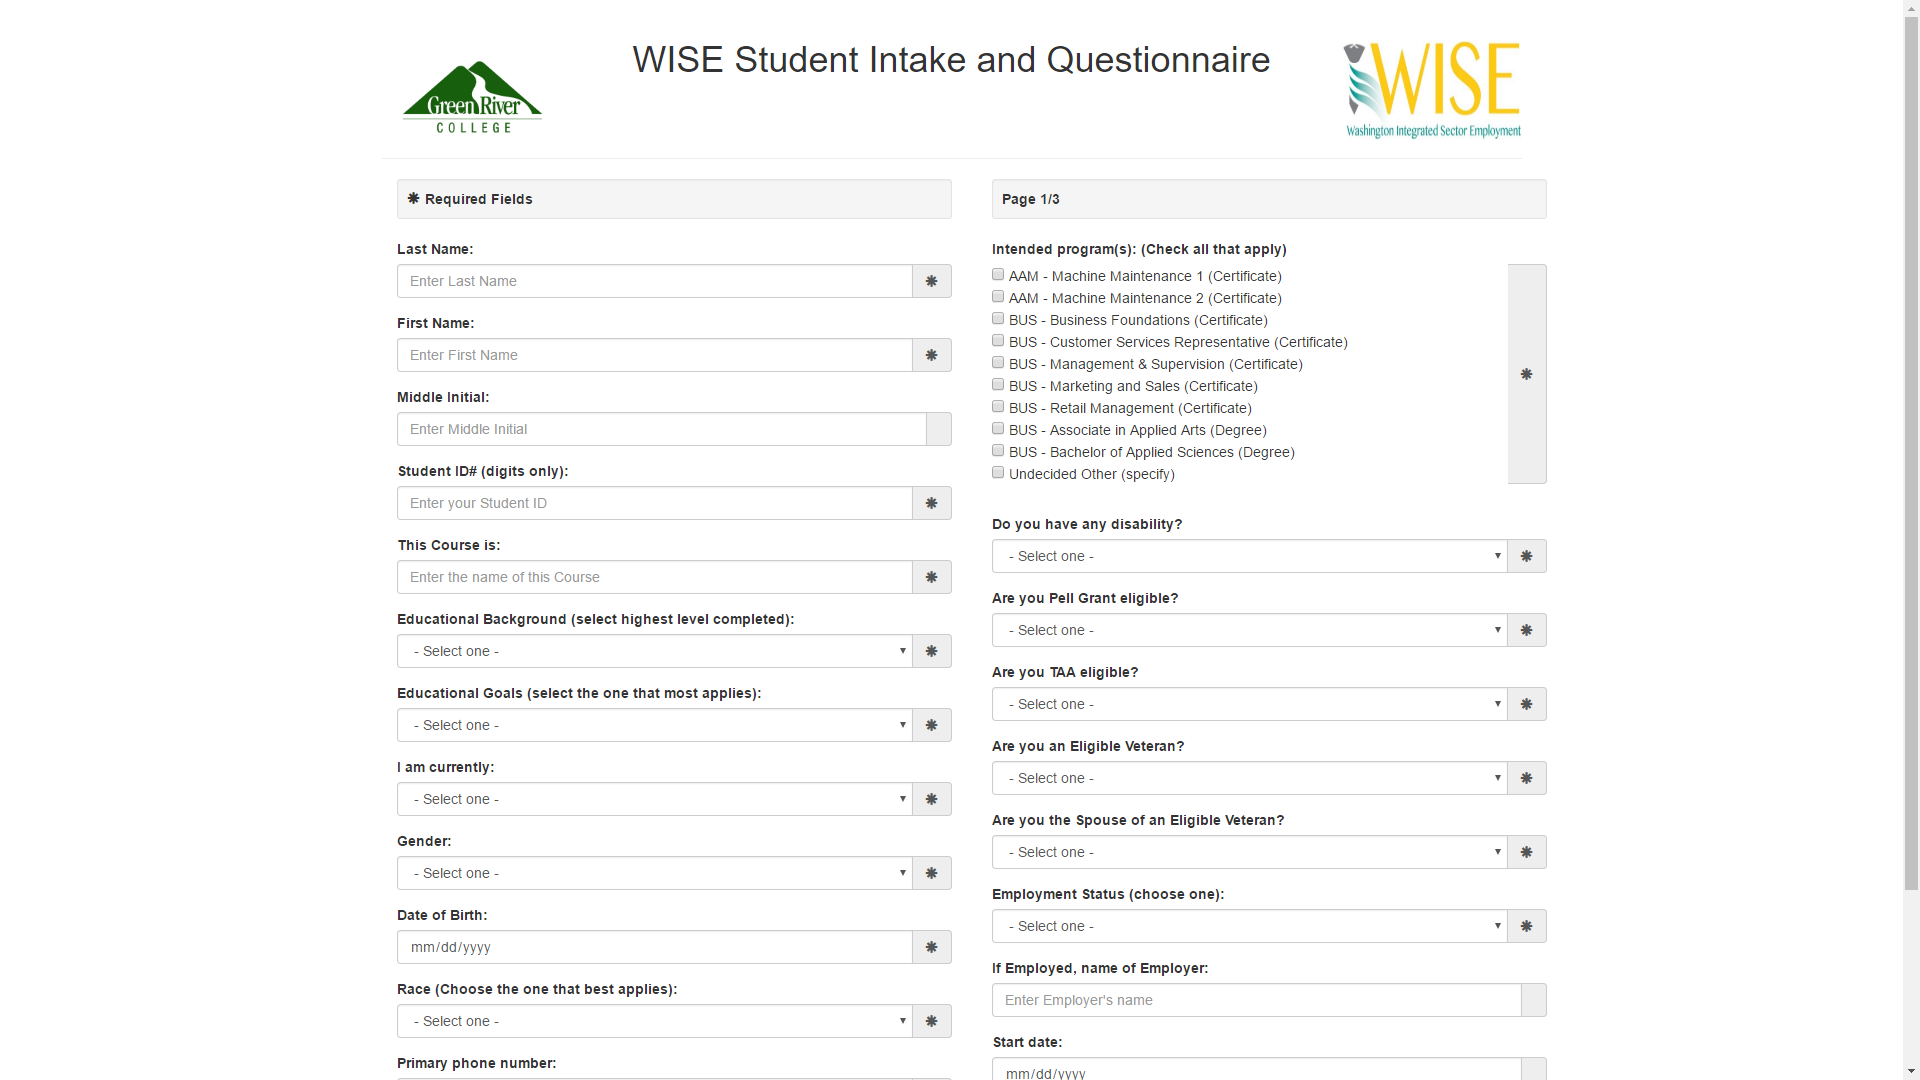 WISE Student Intake and Questionnaire
Green River
COLLEGE
WISE
Washington Integrated Sector Employment
✱ Required Fields
Last Name:
Enter Last Name
First Name:
Enter First Name
Middle Initial:
Enter Middle Initial
Student ID# (digits only):
Enter your Student ID
This Course is:
Enter the name of this Course
Educational Background (select highest level completed):
- Select one -
Educational Goals (select the one that most applies):
- Select one -
I am currently:
- Select one -
Gender:
- Select one -
Date of Birth:
mm/dd/yyyy
Race (Choose the one that best applies):
- Select one -
Primary phone number:
Page 1/3
Intended program(s): (Check all that apply)
AAM - Machine Maintenance 1 (Certificate)
AAM - Machine Maintenance 2 (Certificate)
BUS - Business Foundations (Certificate)
BUS - Customer Services Representative (Certificate)
BUS - Management & Supervision (Certificate)
BUS - Marketing and Sales (Certificate)
BUS - Retail Management (Certificate)
BUS - Associate in Applied Arts (Degree)
BUS - Bachelor of Applied Sciences (Degree)
Undecided Other (specify)
Do you have any disability?
- Select one -
Are you Pell Grant eligible?
- Select one -
Are you TAA eligible?
- Select one -
Are you an Eligible Veteran?
- Select one -
Are you the Spouse of an Eligible Veteran?
- Select one -
Employment Status (choose one):
- Select one -
If Employed, name of Employer:
Enter Employer's name
Start date:
mm/dd/yyyy